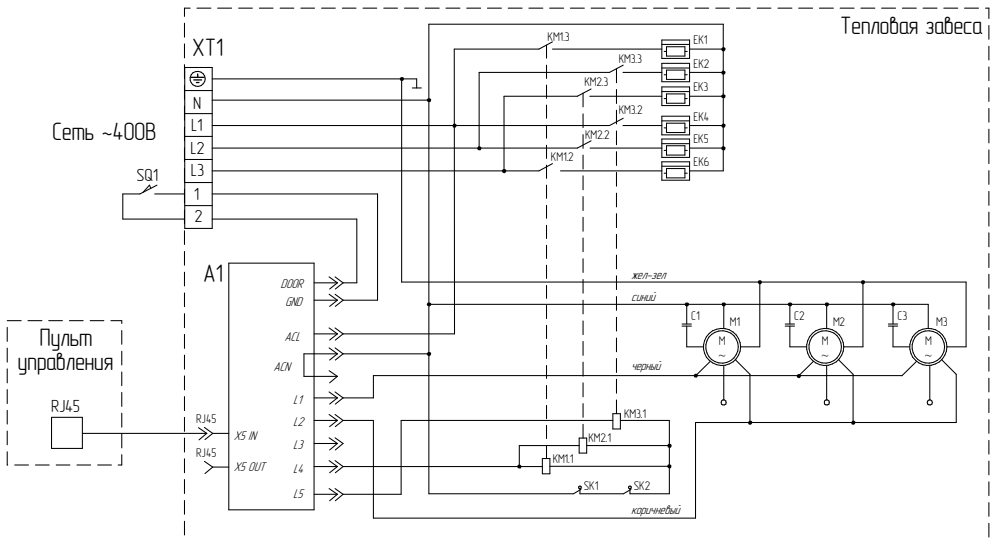 Тепловая завеса
XT1
N
L1
L2
L3
1
2
Сеть ~400В
SQ1
KM1.3
KM3.3
KM2.3
KM3.2
KM2.2
KM1.2
EK1
EK2
EK3
EK4
EK5
EK6
A1
DOOR
GND
ACL
ACN
L1
L2
L3
L4
L5
X5 IN
X5 OUT
RJ45
RJ45
Пульт
управления
RJ45
жел-зел
синий
черный
коричневый
C1
M1
M
~
C2
M2
M
~
C3
M3
M
~
KM3.1
KM2.1
KM1.1
SK1
SK2